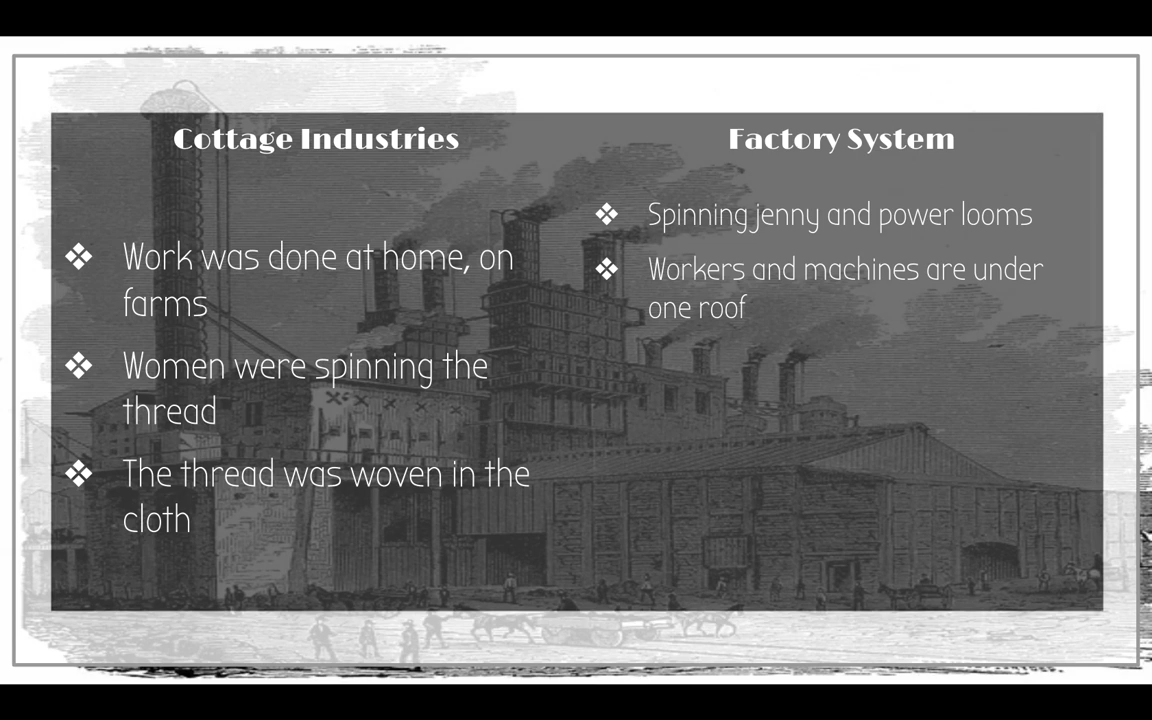 Cottage Industries
Work was done at home, on
farms
Women were spinning the
thread
The thread was woven in the
cloth
Factory System
Spinning jenny and power looms
Workers and machines are under
one roof